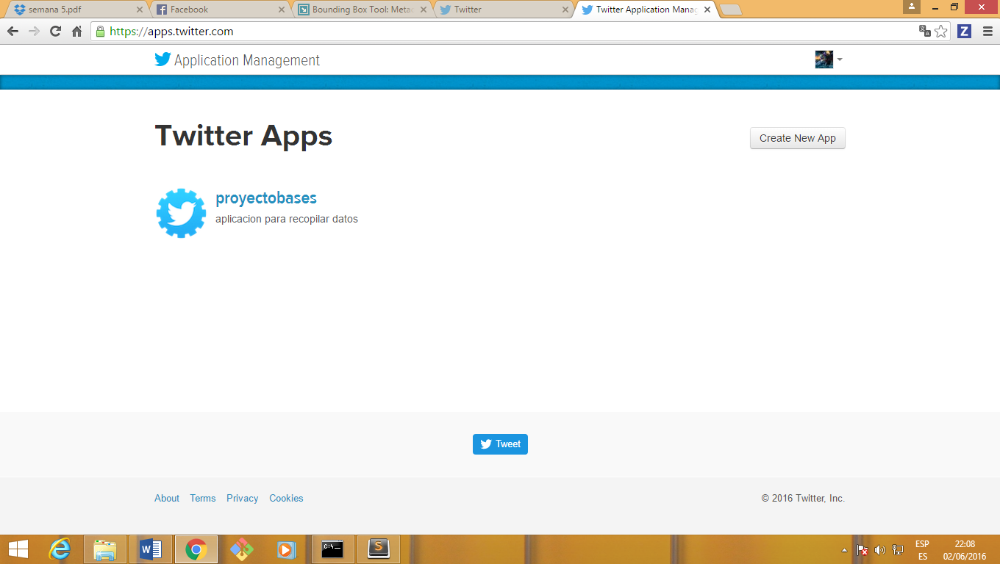 semana 5.pdf
Facebook
Bounding Box Tool: Metad
Twitter
Twitter Application Manag
https://apps.twitter.com
Z
Application Management
Twitter Apps
Create New App
proyectobases
aplicacion para recopilar datos
Tweet
About Terms Privacy Cookies
© 2016 Twitter, Inc.
C:\_
S
ESP
ES
22:08
02/06/2016